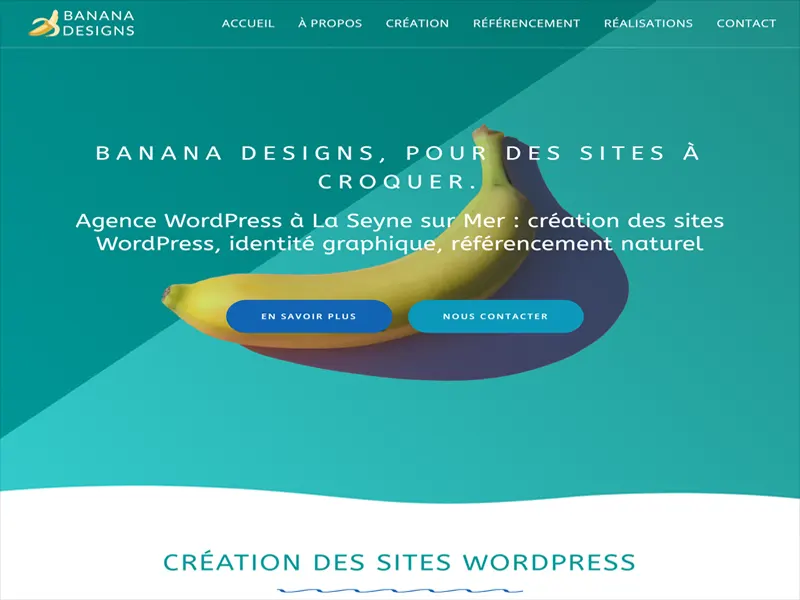 BANANA
DESIGNS
ACCUEIL À PROPOS CRÉATION RÉFÉRENCEMENT RÉALISATIONS CONTACT
BANANA DESIGNS, POUR DES SITES À
CROQUER.
Agence WordPress à La Seyne sur Mer : création des sites
WordPress, identité graphique, référencement naturel
EN SAVOIR PLUS NOUS CONTACTER
CRÉATION DES SITES WORDPRESS